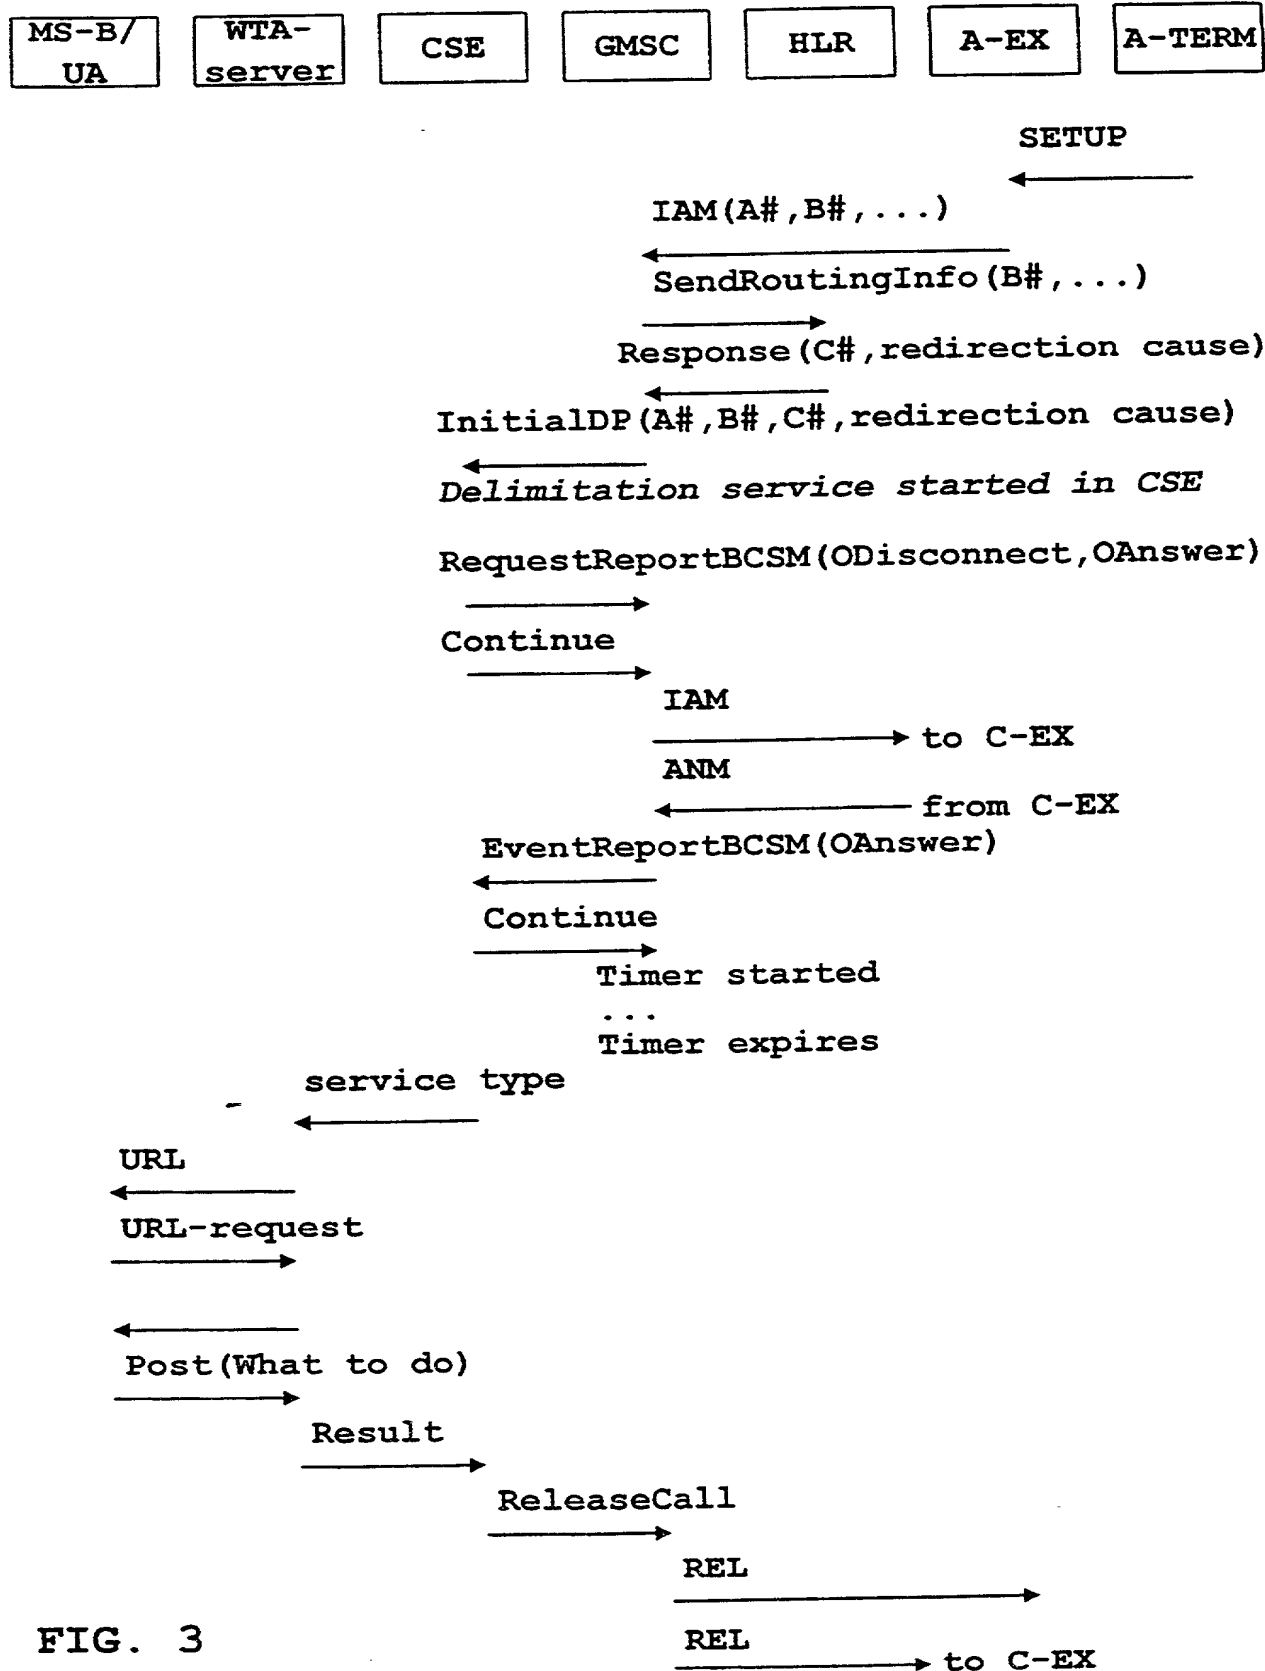 MS-B/
UA
WTA-
server
CSE
GMSC
HLR
A-EX
A-TERM
SETUP
IAM(A#,B#,...)
SendRoutingInfo(B#,...)
Response(C#,redirection cause)
InitialDP(A#,B#,C#,redirection cause)
Delimitation service started in CSE
RequestReportBCSM(ODisconnect,OAnswer)
Continue
IAM
to C-EX
ANM
from C-EX
EventReportBCSM(OAnswer)
Continue
Timer started
...
Timer expires
service type
URL
URL-request
Post(What to do)
Result
ReleaseCall
REL
REL
to C-EX
FIG. 3